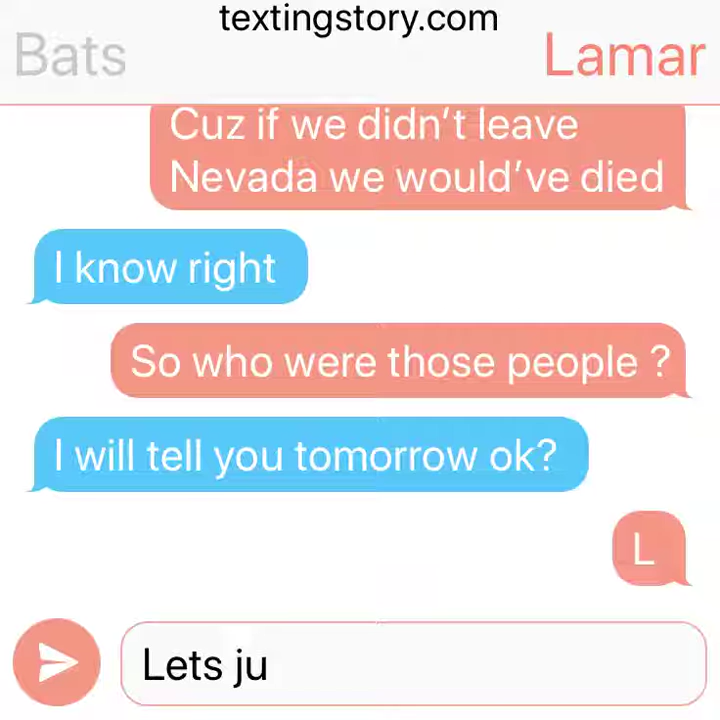 textingstory.com
Bats
Lamar
Cuz if we didn't leave
Nevada we would've died
I know right
So who were those people ?
I will tell you tomorrow ok?
L
Lets ju